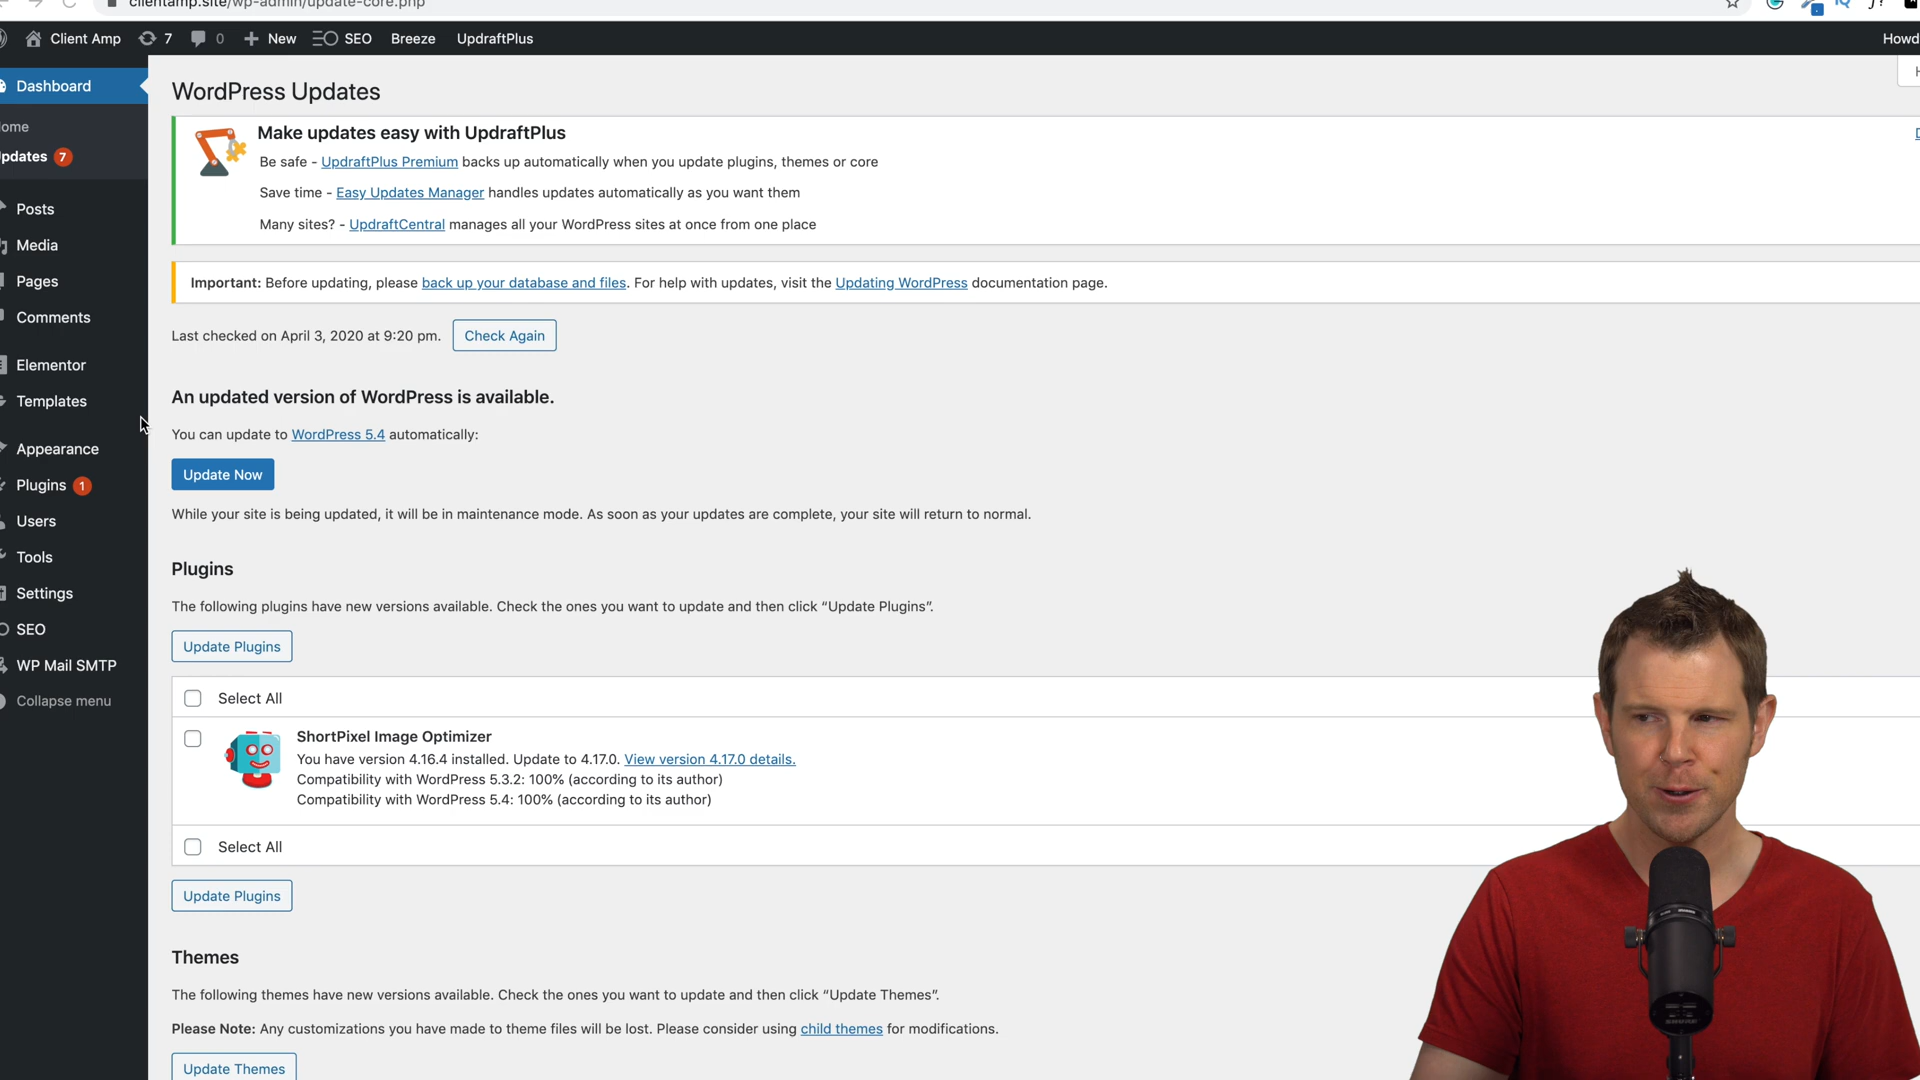 clientamp.site/wp-admin/update-core.php
Client Amp 7 0 New SEO Breeze UpdraftPlus Howd
Dashboard
ome
pdates 7
Posts
Media
Pages
Comments
Elementor
Templates
Appearance
Plugins 1
Users
Tools
Settings
SEO
WP Mail SMTP
Collapse menu
WordPress Updates
Make updates easy with UpdraftPlus
Be safe - UpdraftPlus Premium backs up automatically when you update plugins, themes or core
Save time - Easy Updates Manager handles updates automatically as you want them
Many sites? - UpdraftCentral manages all your WordPress sites at once from one place
Important: Before updating, please back up your database and files. For help with updates, visit the Updating WordPress documentation page.
Last checked on April 3, 2020 at 9:20 pm. Check Again
An updated version of WordPress is available.
You can update to WordPress 5.4 automatically:
Update Now
While your site is being updated, it will be in maintenance mode. As soon as your updates are complete, your site will return to normal.
Plugins
The following plugins have new versions available. Check the ones you want to update and then click “Update Plugins”.
Update Plugins
Select All
ShortPixel Image Optimizer
You have version 4.16.4 installed. Update to 4.17.0. View version 4.17.0 details.
Compatibility with WordPress 5.3.2: 100% (according to its author)
Compatibility with WordPress 5.4: 100% (according to its author)
Select All
Update Plugins
Themes
The following themes have new versions available. Check the ones you want to update and then click “Update Themes”.
Please Note: Any customizations you have made to theme files will be lost. Please consider using child themes for modifications.
Update Themes